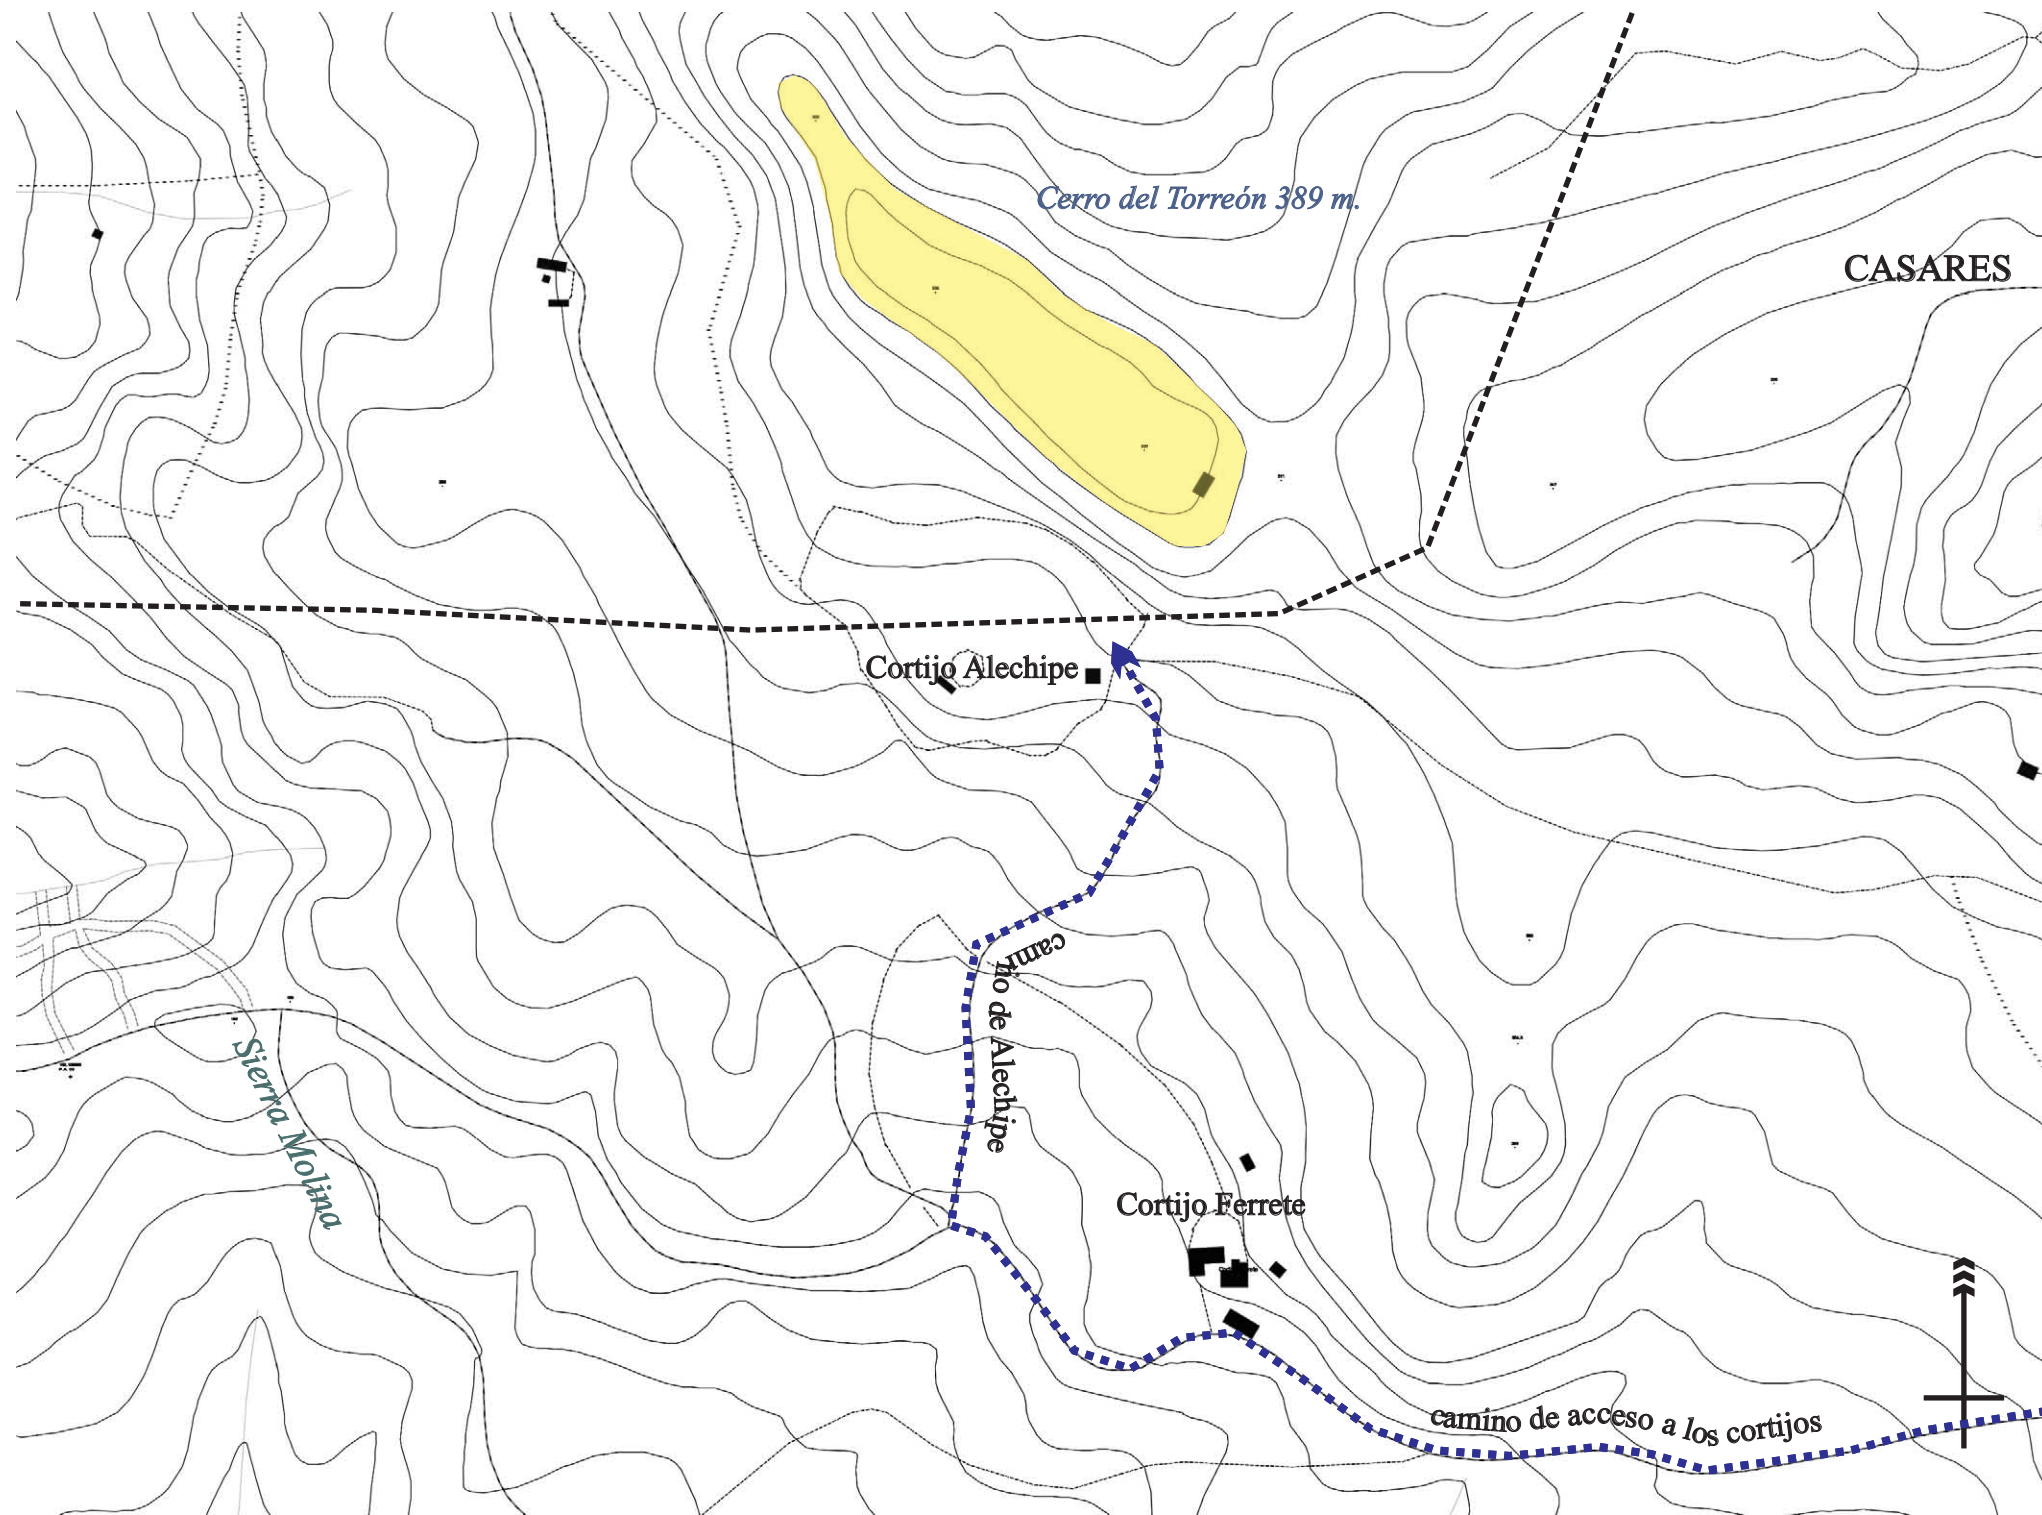 Cerro del Torreón 389 m.
CASARES
Cortijo Alechipe
camino de Alechipe
Sierra Molina
Cortijo Ferrete
camino de acceso a los cortijos